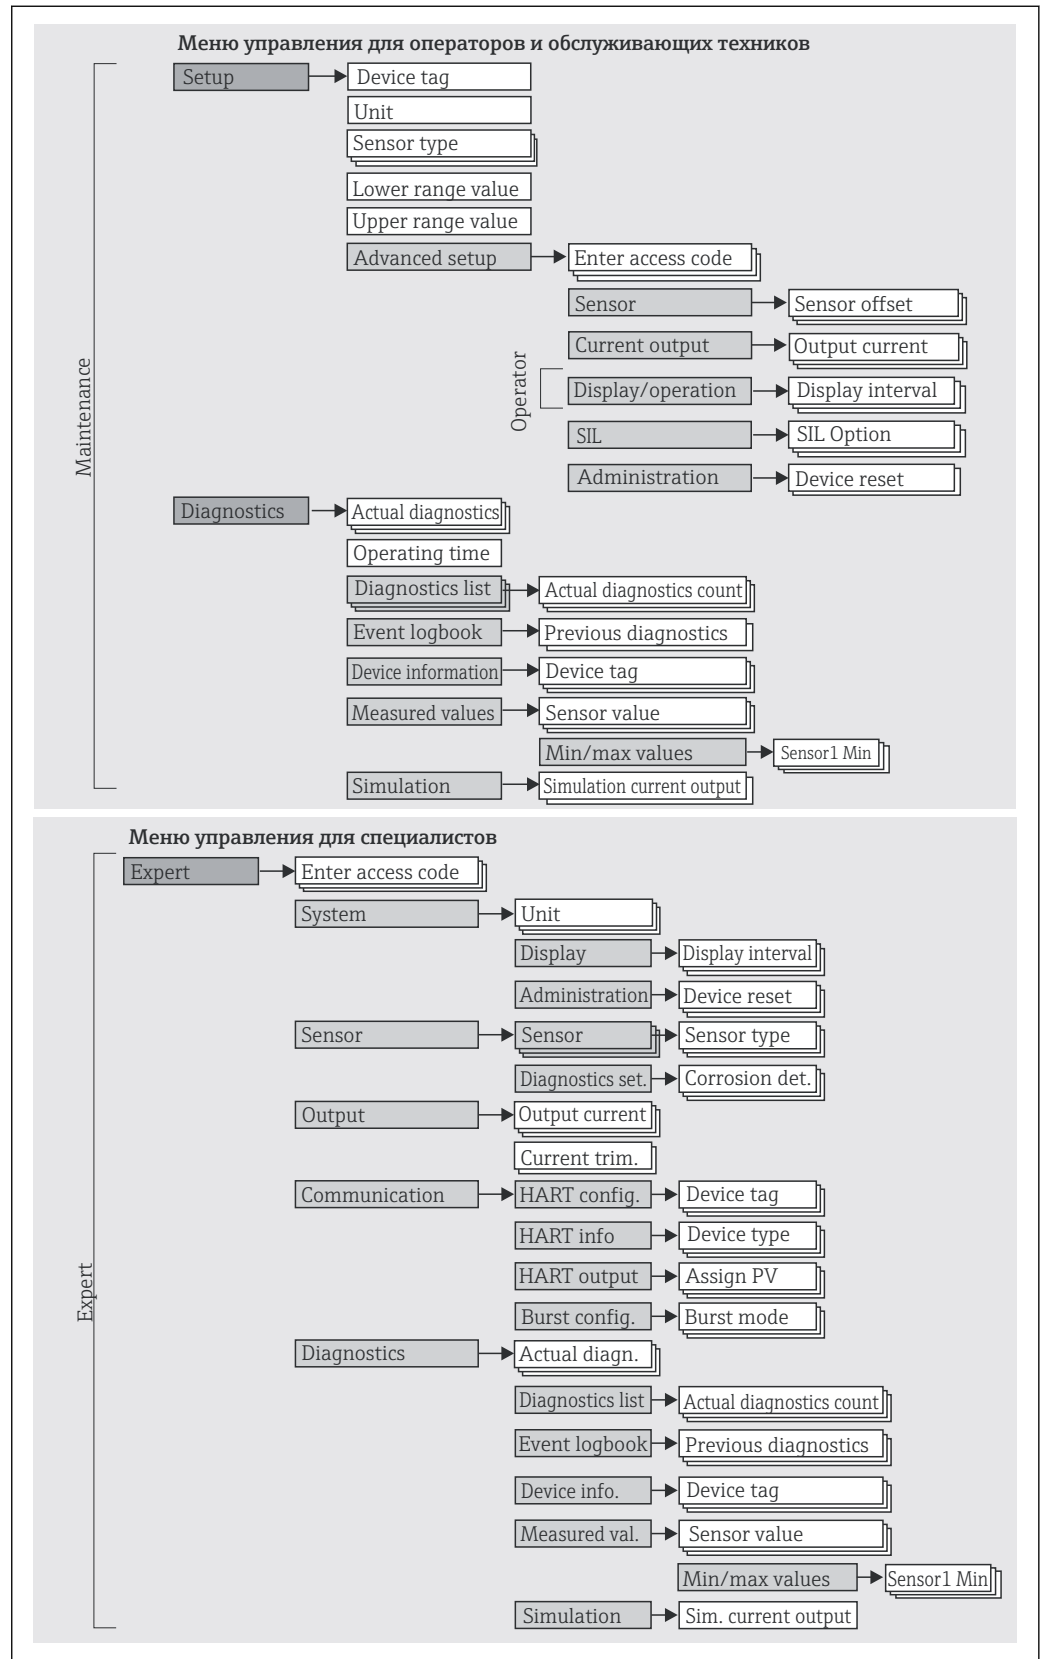 Меню управления для операторов и обслуживающих техников
Setup
Device tag
Unit
Sensor type
Lower range value
Upper range value
Advanced setup
Enter access code
Sensor
Sensor offset
Current output
Output current
Operator
Display/operation
Display interval
SIL
SIL Option
Administration
Device reset
Maintenance
Diagnostics
Actual diagnostics
Operating time
Diagnostics list
Actual diagnostics count
Event logbook
Previous diagnostics
Device information
Device tag
Measured values
Sensor value
Min/max values
Sensor1 Min
Simulation
Simulation current output
Меню управления для специалистов
Expert
Enter access code
System
Unit
Display
Display interval
Administration
Device reset
Sensor
Sensor
Sensor type
Diagnostics set.
Corrosion det.
Output
Output current
Current trim.
Communication
HART config.
Device tag
HART info
Device type
HART output
Assign PV
Burst config.
Burst mode
Expert
Diagnostics
Actual diagn.
Diagnostics list
Actual diagnostics count
Event logbook
Previous diagnostics
Device info.
Device tag
Measured val.
Sensor value
Min/max values
Sensor1 Min
Simulation
Sim. current output